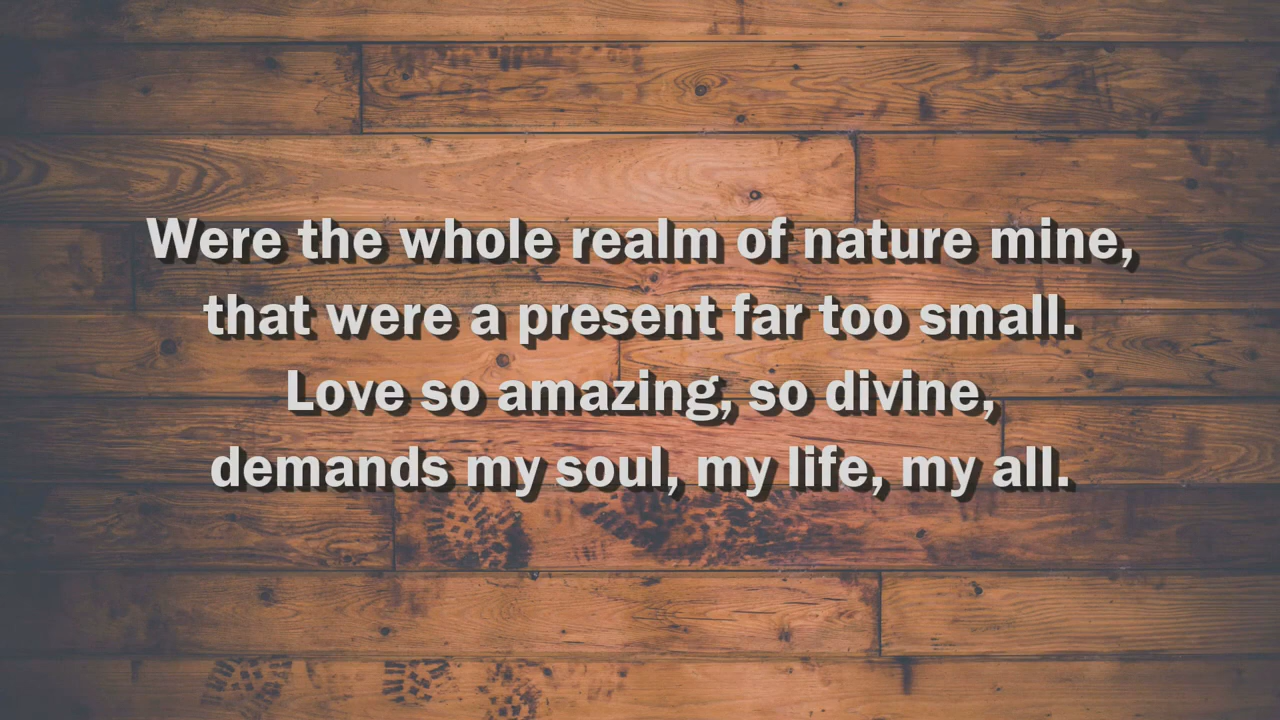 Were the whole realm of nature mine,
that were a present far too small.
Love so amazing, so divine,
demands my soul, my life, my all.